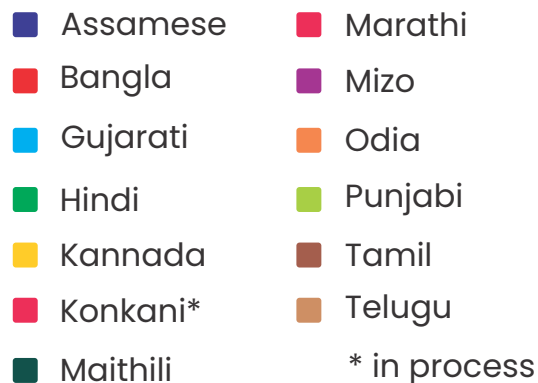 Assamese
Bangla
Gujarati
Hindi
Kannada
Konkani*
Maithili
Marathi
Mizo
Odia
Punjabi
Tamil
Telugu
* in process